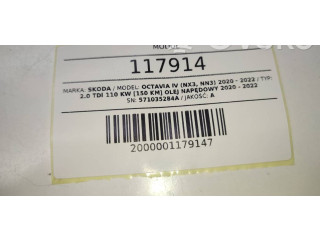 117914
MARKA: SKODA / MODEL: OCTAVIA IV (NX3, NN3) 2020 - 2022 / TYP:
2.0 TDI 110 KW [150 KM] OLEJ NAPĘDOWY 2020 - 2022
SN: 571035284A / JAKOŚĆ: A
2000001179147